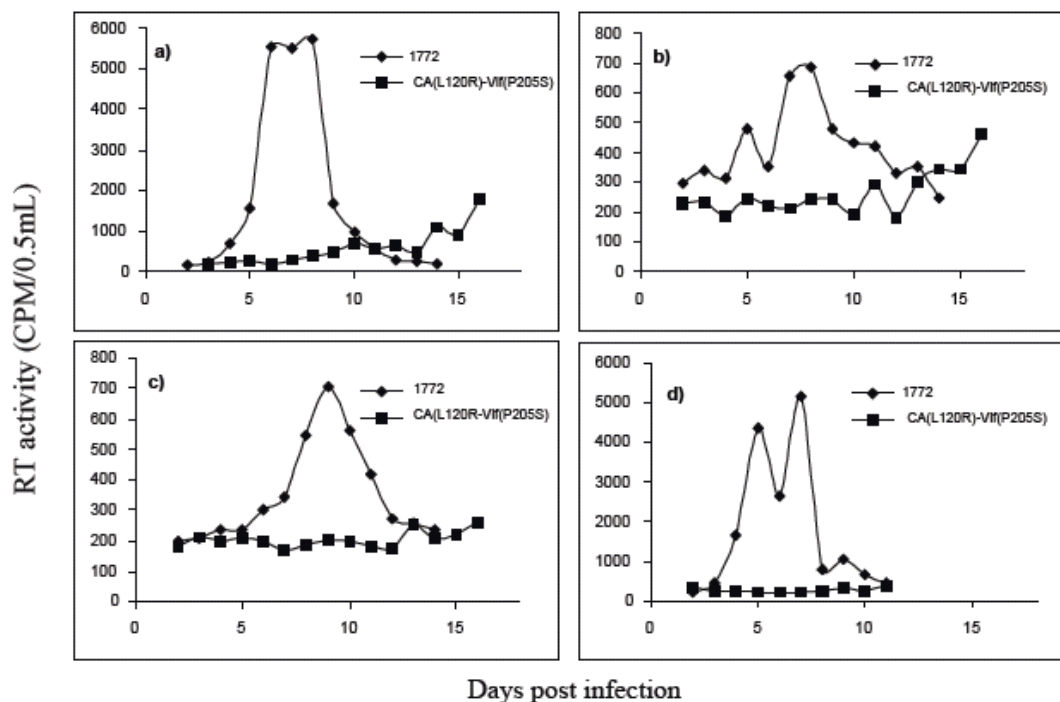 RT activity (CPM/0.5mL)
a)
6000
5000
4000
3000
2000
1000
0
0 5 10 15
1772
CA(L120R)-Vif(P205S)
b)
800
700
600
500
400
300
200
100
0
0 5 10 15
1772
CA(L120R)-Vif(P205S)
c)
800
700
600
500
400
300
200
100
0
0 5 10 15
1772
CA(L120R-Vif(P205S)
d)
6000
5000
4000
3000
2000
1000
0
0 5 10 15
1772
CA(L120R)-Vif(P205S)
Days post infection